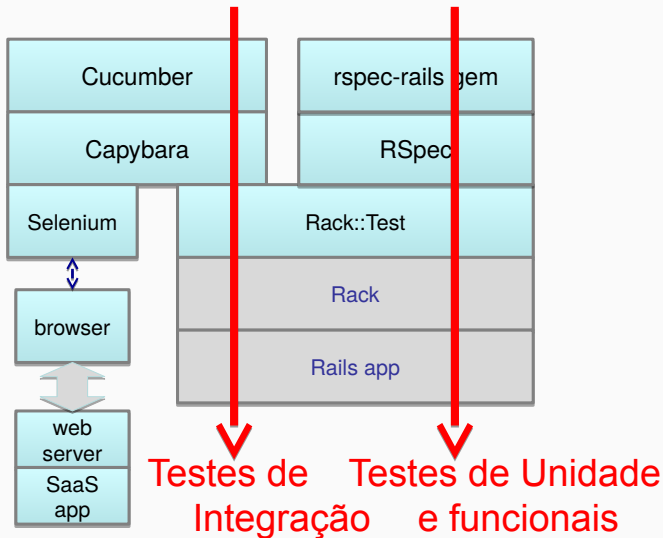 Cucumber
rspec-rails gem
Capybara
RSpec
Selenium
Rack::Test
Rack
browser
Rails app
web
server
SaaS
app
Testes de
Integração
Testes de Unidade
e funcionais